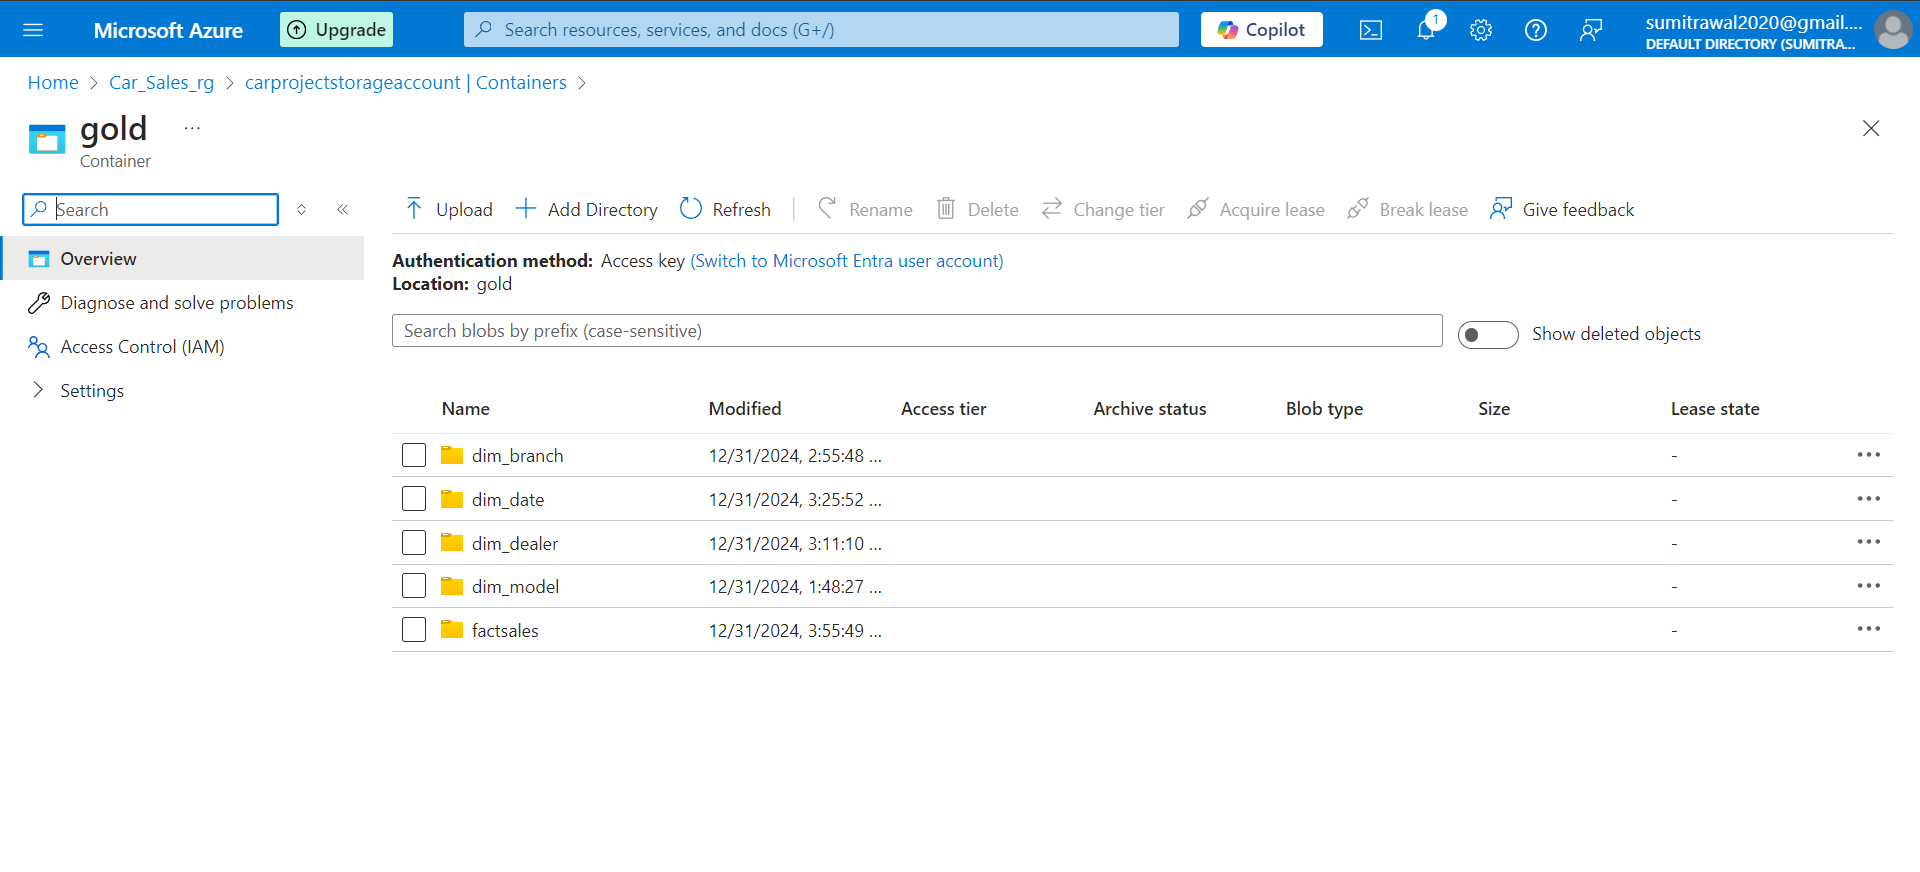 Microsoft Azure
Upgrade
Search resources, services, and docs (G+/)
Copilot
1
sumitrawal2020@gmail....
DEFAULT DIRECTORY (SUMITRA...
Home > Car_Sales_rg > carprojectstorageaccount | Containers >
gold ...
Container
Search
Overview
Diagnose and solve problems
Access Control (IAM)
Settings
Upload Add Directory Refresh Rename Delete Change tier Acquire lease Break lease Give feedback
Authentication method: Access key (Switch to Microsoft Entra user account)
Location: gold
Search blobs by prefix (case-sensitive)
Show deleted objects
Name Modified Access tier Archive status Blob type Size Lease state
dim_branch 12/31/2024, 2:55:48 ... -
dim_date 12/31/2024, 3:25:52 ... -
dim_dealer 12/31/2024, 3:11:10 ... -
dim_model 12/31/2024, 1:48:27 ... -
factsales 12/31/2024, 3:55:49 ... -